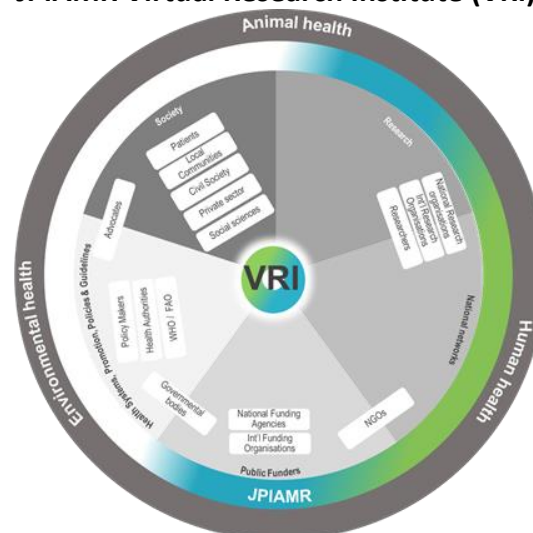 JPIAMR Virtual Research Institute (VRI)
Animal health
Society
Research
Patients
Local
Communities
Civil Society
Private sector
Social sciences
Advocates
National Research
organisations
Int'l Research
Organisations
Researchers
Environmental health
Health Systems, Promotion, Policies & Guidelines
Policy Makers
Health Authorities
WHO / FAO
VRI
National networks
Human health
Governmental
bodies
National Funding
Agencies
Int'l Funding
Organisations
NGOs
Public Funders
JPIAMR